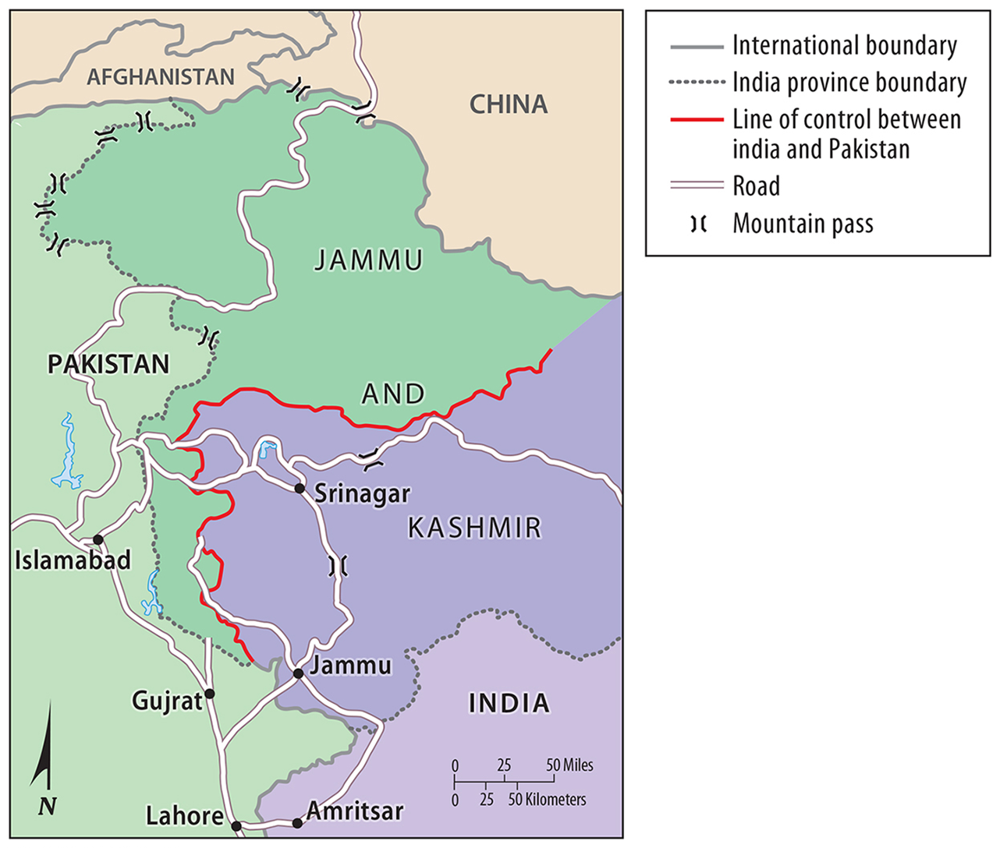 AFGHANISTAN
CHINA
JAMMU
PAKISTAN
AND
Srinagar
KASHMIR
Islamabad
Jammu
Gujrat
INDIA
N
0 25 50 Miles
0 25 50 Kilometers
Lahore
Amritsar
International boundary
India province boundary
Line of control between
india and Pakistan
Road
Mountain pass